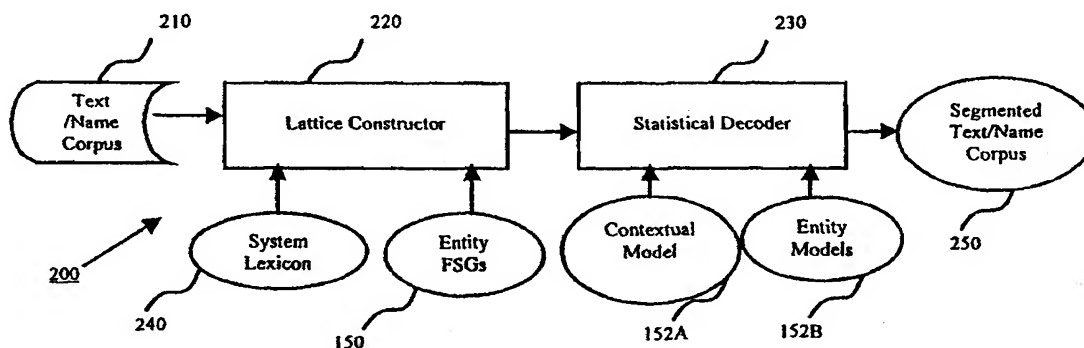 210
220
230
Text
/Name
Corpus
Lattice Constructor
Statistical Decoder
Segmented
Text/Name
Corpus
200
System
Lexicon
Entity
FSGs
Contextual
Model
Entity
Models
250
240
150
152A
152B